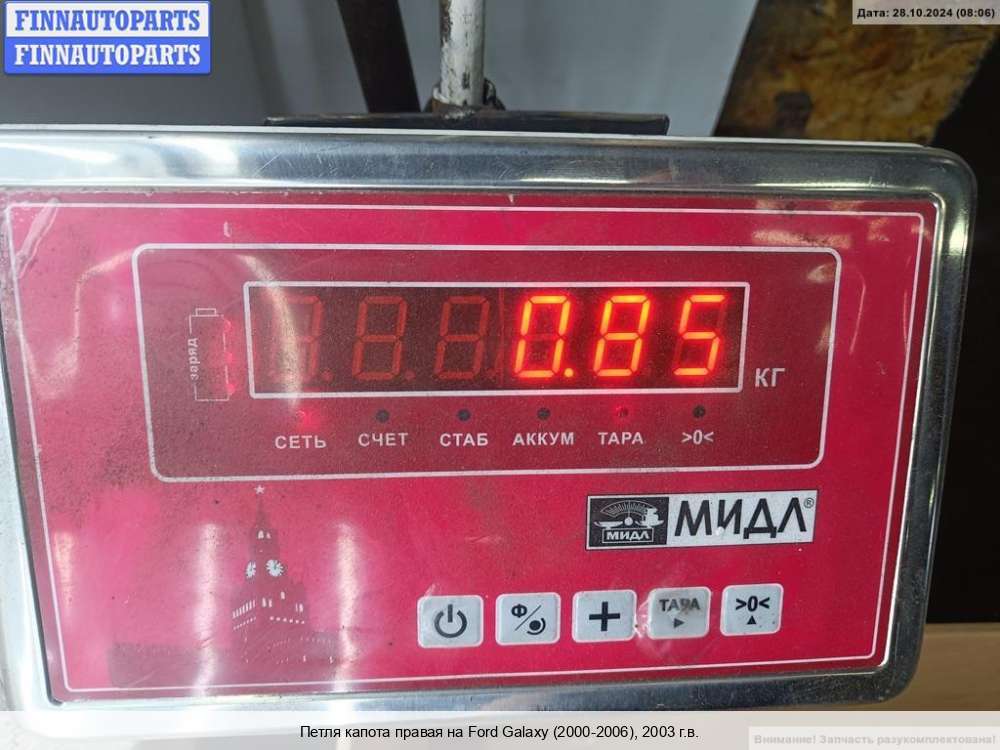 FINNAUTOPARTS
FINNAUTOPARTS
Дата: 28.10.2024 (08:06)
0.85
заряд
КГ
СЕТЬ СЧЕТ СТАБ АККУМ ТАРА >0<
МИДЛ МИДЛ®
Ф ТАРА >0<
Петля капота правая на Ford Galaxy (2000-2006), 2003 г.в.
Внимание! Запчасть разукомплектована!